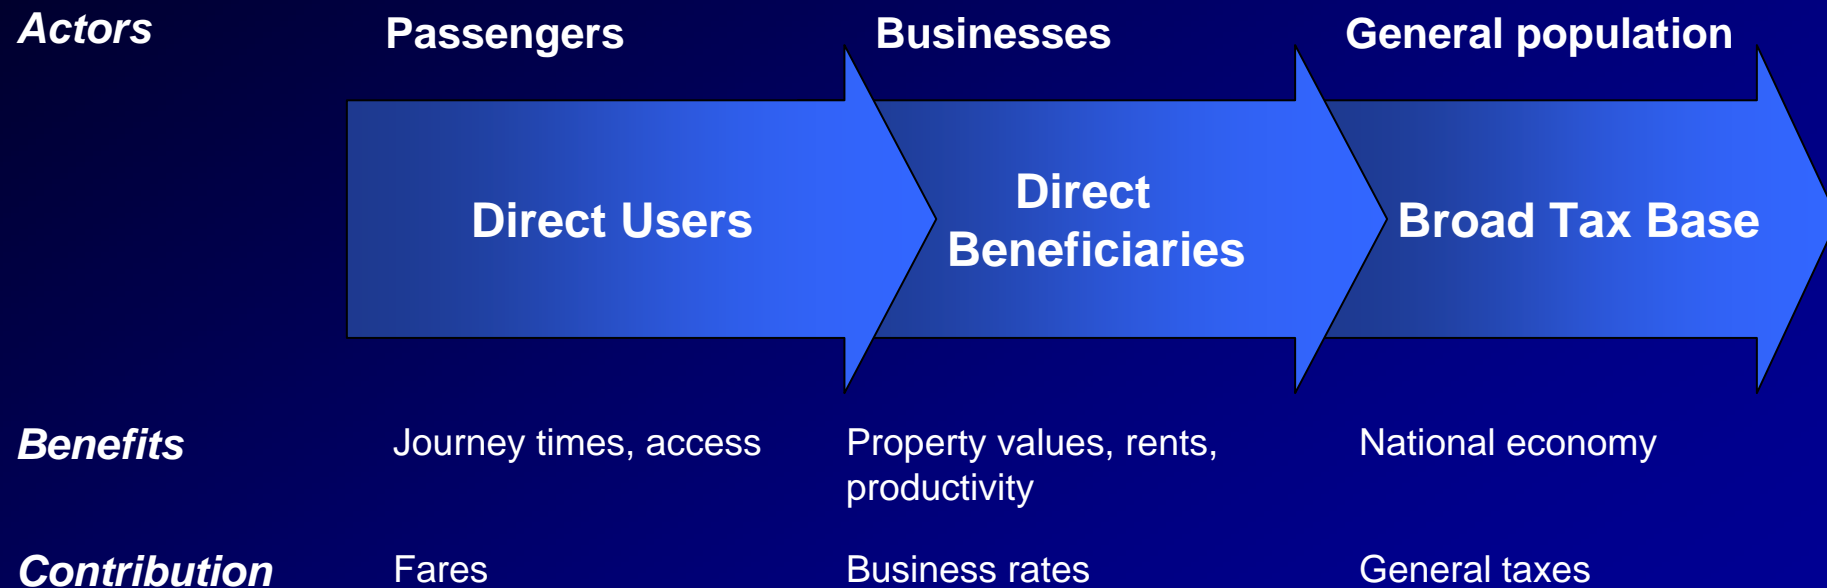 Actors
Passengers
Businesses
General population
Direct Users
Direct
Beneficiaries
Broad Tax Base
Benefits
Journey times, access
Property values, rents,
productivity
National economy
Contribution
Fares
Business rates
General taxes